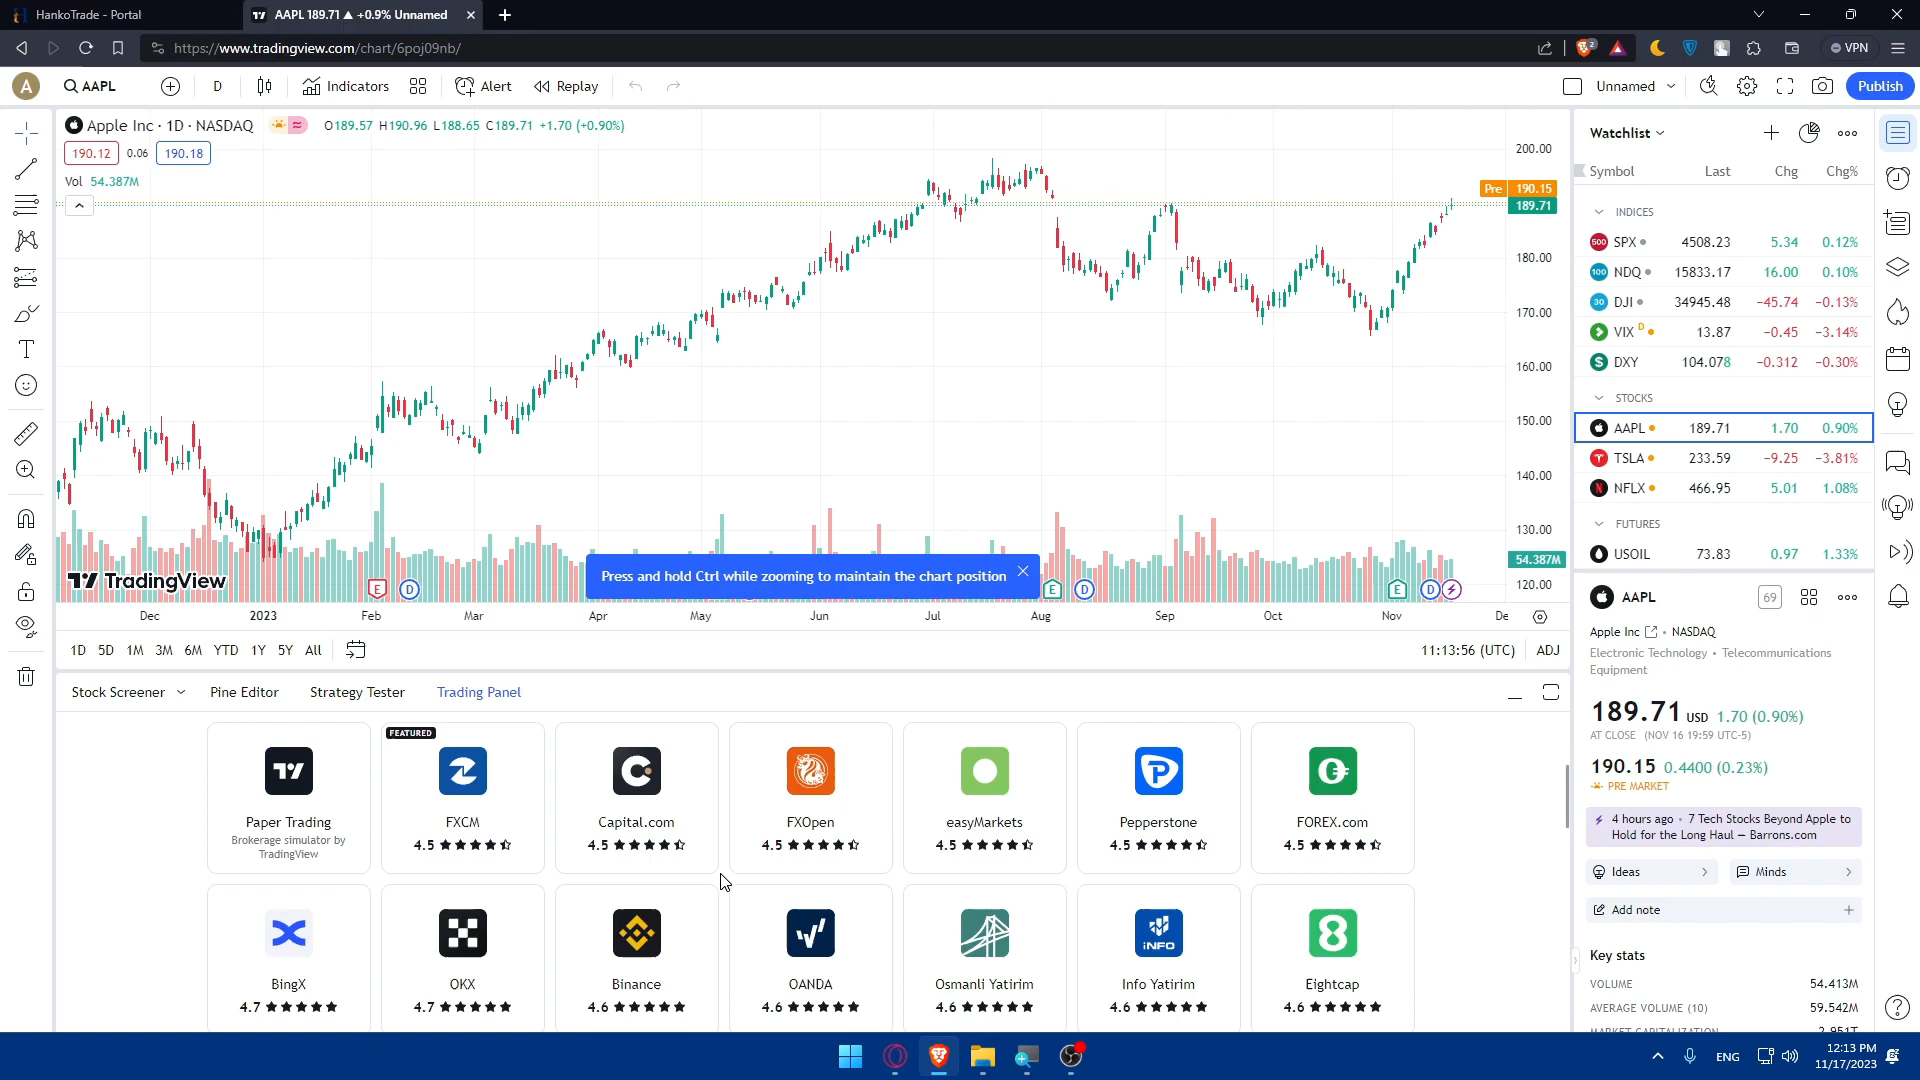 HankoTrade - Portal
AAPL 189.71 ▲ +0.9% Unnamed
https://www.tradingview.com/chart/6poj09nb/
2
VPN
A
AAPL
D
Indicators
Alert
Replay
Unnamed
Publish
Apple Inc · 1D · NASDAQ
O189.57 H190.96 L188.65 C189.71 +1.70 (+0.90%)
190.12 0.06 190.18
Vol 54.387M
200.00
Pre 190.15
189.71
180.00
170.00
160.00
150.00
140.00
130.00
54.387M
120.00
TradingView
Press and hold Ctrl while zooming to maintain the chart position
E D E D E D
Dec 2023 Feb Mar Apr May Jun Jul Aug Sep Oct Nov De
1D 5D 1M 3M 6M YTD 1Y 5Y All
11:13:56 (UTC) ADJ
Stock Screener Pine Editor Strategy Tester Trading Panel
FEATURED
Paper Trading
Brokerage simulator by
TradingView
FXCM
4.5
Capital.com
4.5
FXOpen
4.5
easyMarkets
4.5
Pepperstone
4.5
FOREX.com
4.5
BingX
4.7
OKX
4.7
Binance
4.6
OANDA
4.6
Osmanli Yatirim
4.6
iNFO
Info Yatirim
4.6
Eightcap
4.6
Watchlist
Symbol Last Chg Chg%
INDICES
500 SPX 4508.23 5.34 0.12%
100 NDQ 15833.17 16.00 0.10%
30 DJI 34945.48 −45.74 −0.13%
VIX D 13.87 −0.45 −3.14%
DXY 104.078 −0.312 −0.30%
STOCKS
AAPL 189.71 1.70 0.90%
TSLA 233.59 −9.25 −3.81%
NFLX 466.95 5.01 1.08%
FUTURES
USOIL 73.83 0.97 1.33%
AAPL
69
Apple Inc • NASDAQ
Electronic Technology • Telecommunications
Equipment
189.71 USD 1.70 (0.90%)
AT CLOSE (NOV 16 19:59 UTC-5)
190.15 0.4400 (0.23%)
PRE MARKET
4 hours ago • 7 Tech Stocks Beyond Apple to
Hold for the Long Haul — Barrons.com
Ideas
Minds
Add note
Key stats
VOLUME 54.413M
AVERAGE VOLUME (10) 59.542M
MARKET CAPITALIZATION 2.951T
ENG
12:13 PM
11/17/2023